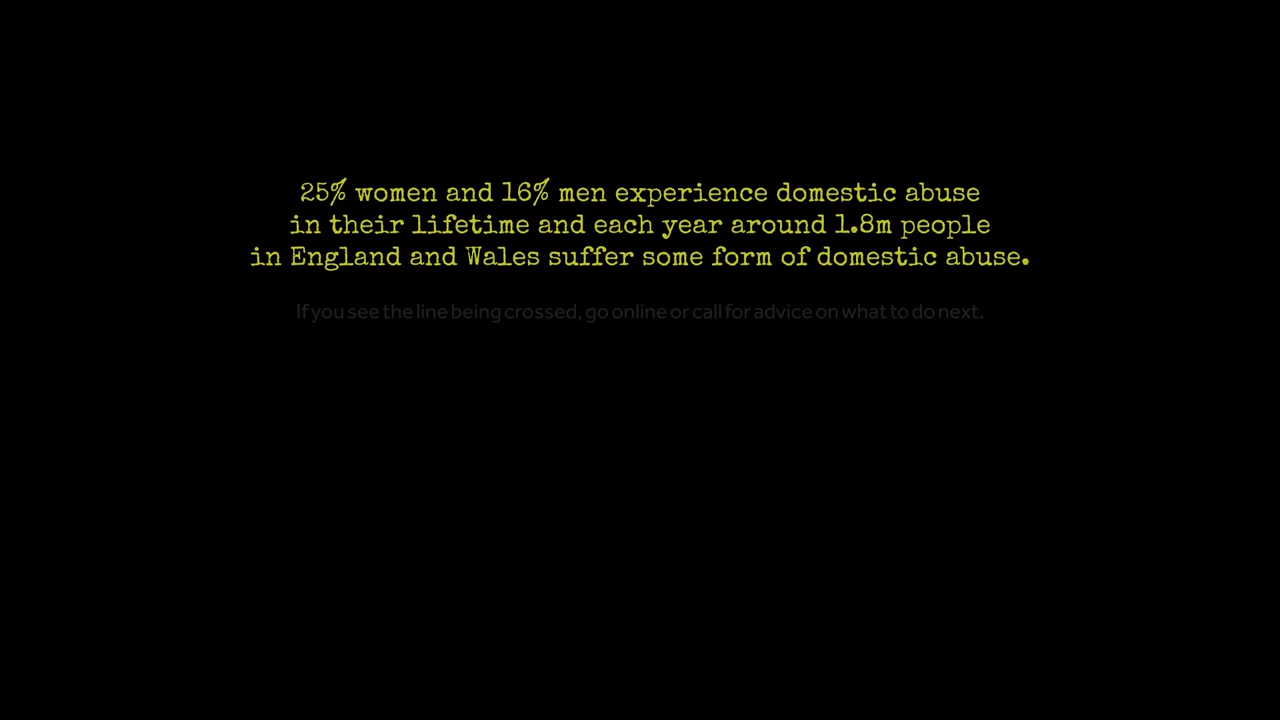 25% women and 16% men experience domestic abuse
in their lifetime and each year around 1.8m people
in England and Wales suffer some form of domestic abuse.
If you see the line being crossed, go online or call for advice on what to do next.